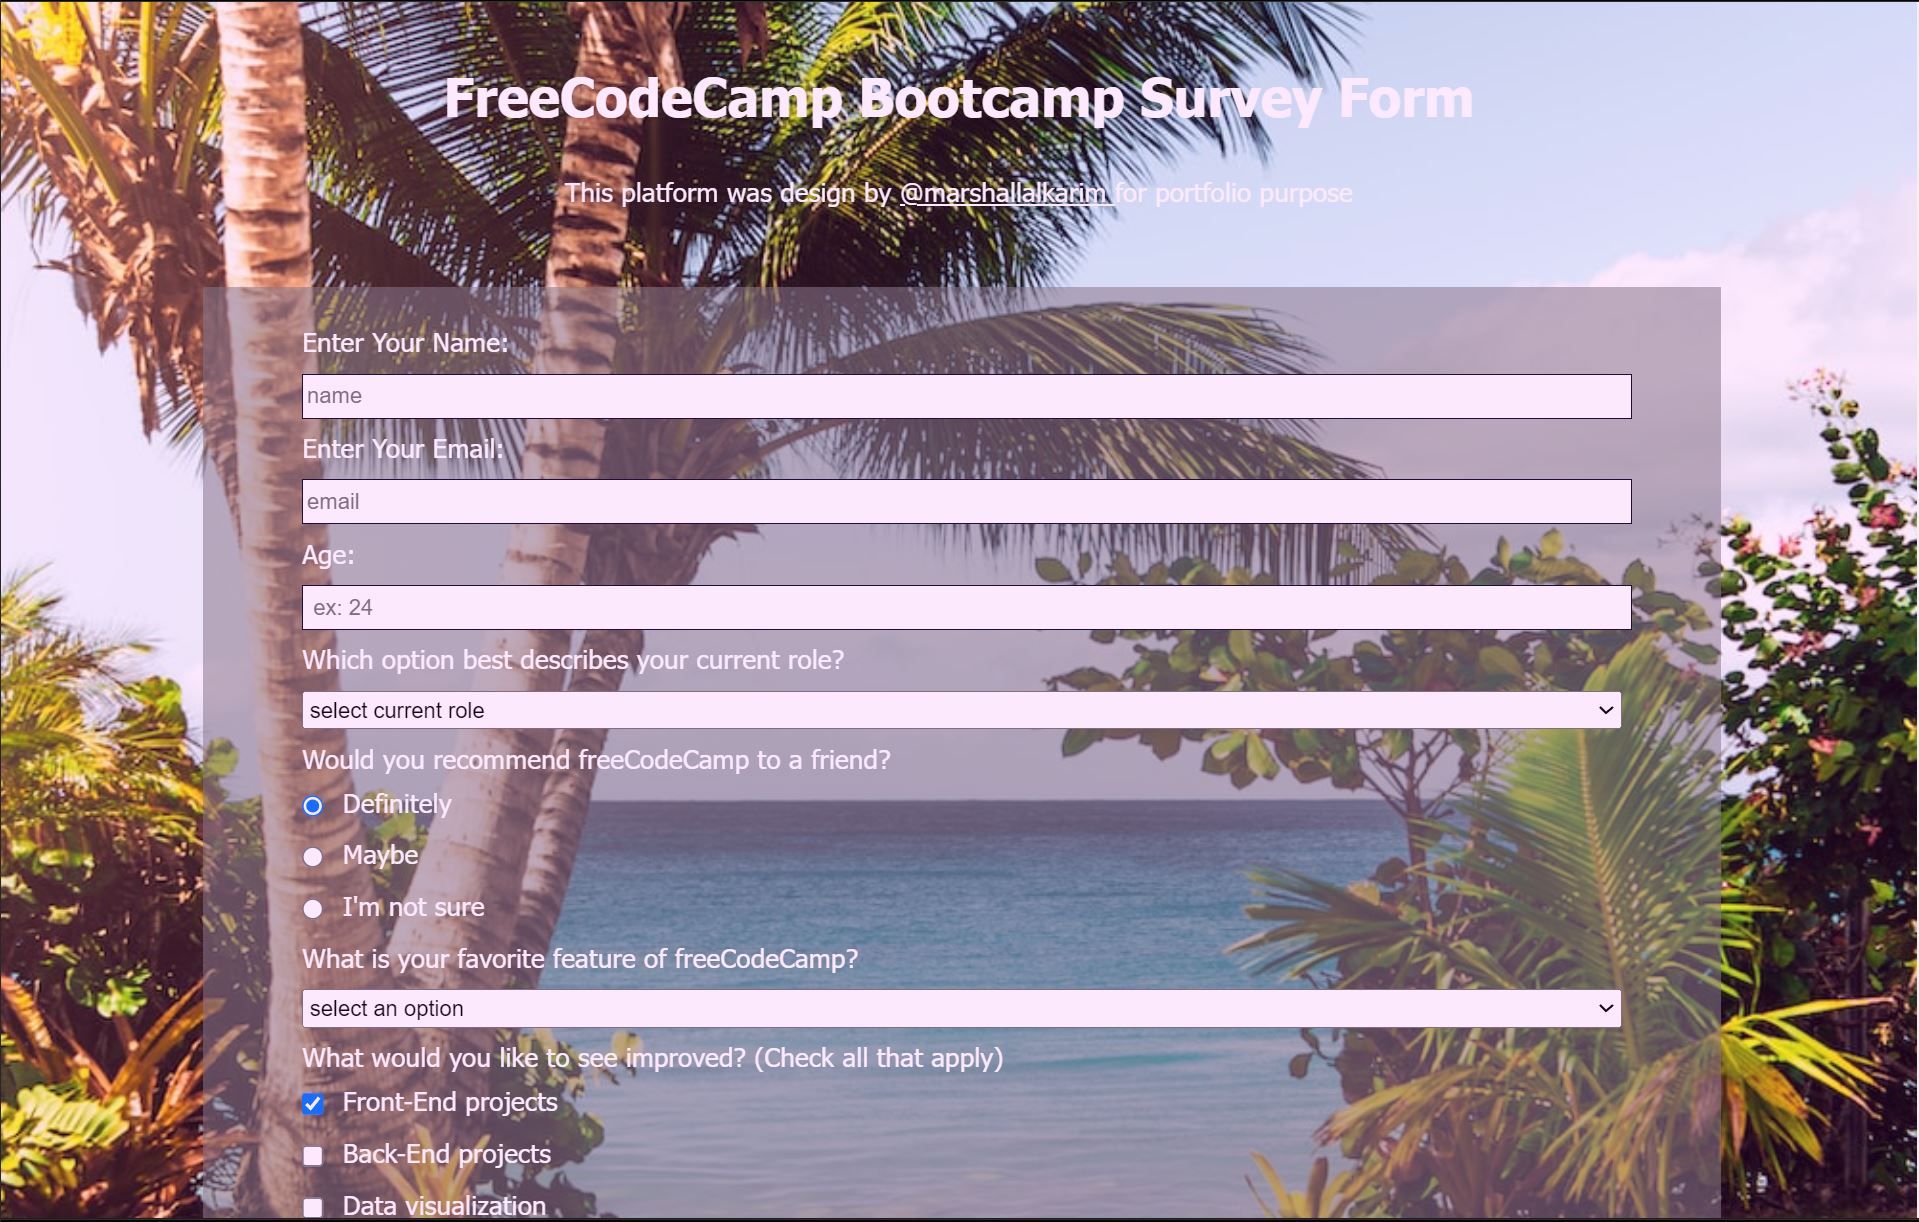 FreeCodeCamp Bootcamp Survey Form
This platform was design by @marshallalkarim for portfolio purpose
Enter Your Name:
name
Enter Your Email:
email
Age:
ex: 24
Which option best describes your current role?
select current role
Would you recommend freeCodeCamp to a friend?
Definitely
Maybe
I'm not sure
What is your favorite feature of freeCodeCamp?
select an option
What would you like to see improved? (Check all that apply)
Front-End projects
Back-End projects
Data visualization